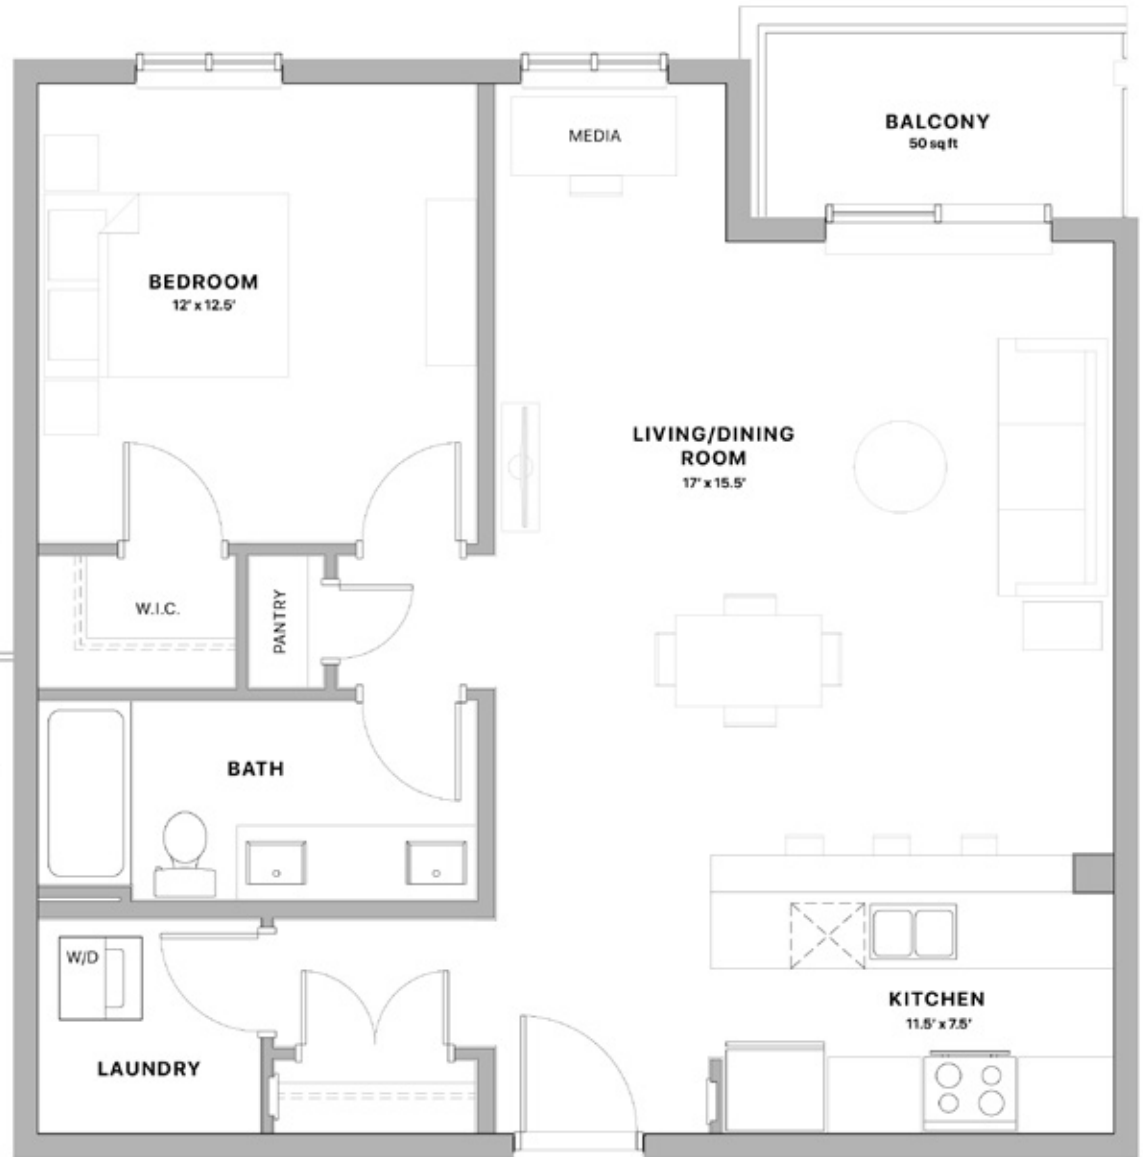 BALCONY
50 sq ft
MEDIA
BEDROOM
12' x 12.5'
LIVING/DINING
ROOM
17' x 15.5'
W.I.C.
PANTRY
BATH
W/D
LAUNDRY
KITCHEN
11.5' x 7.5'